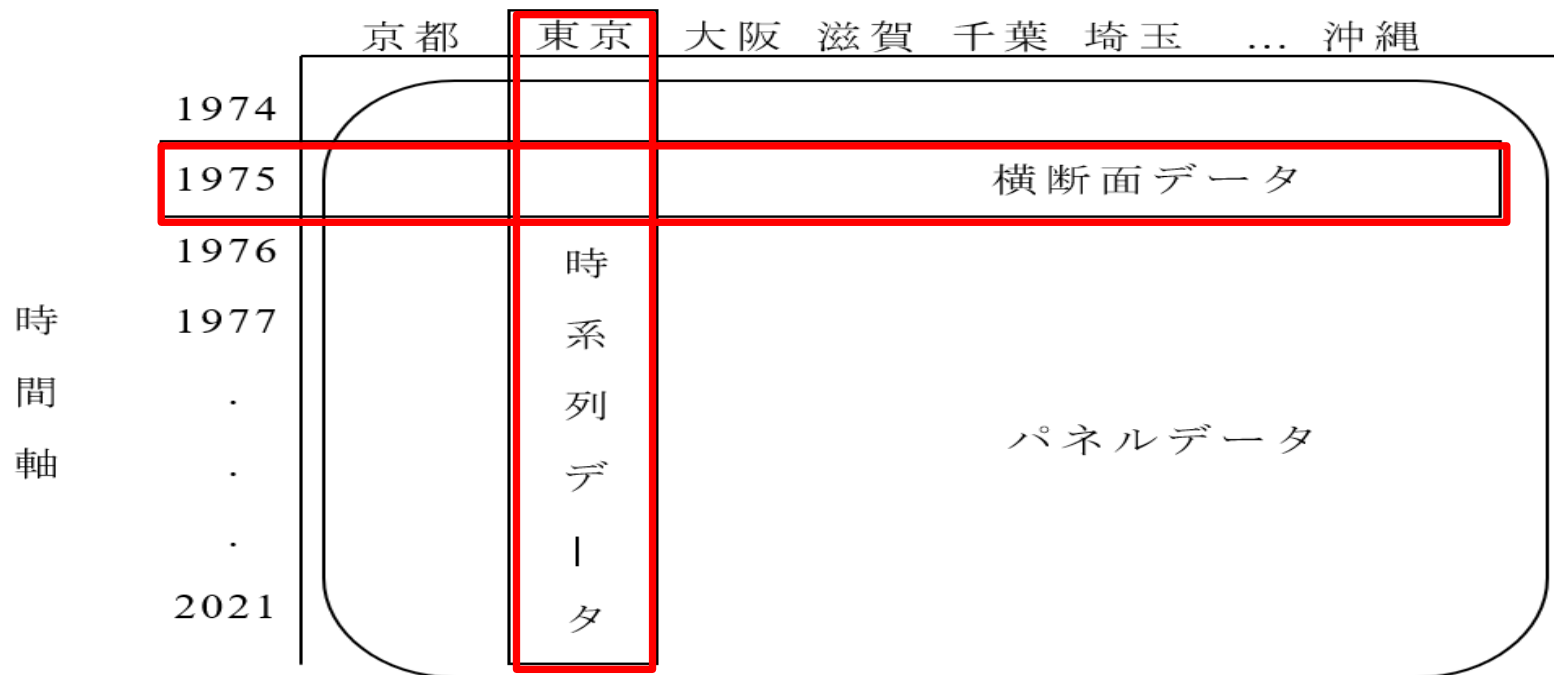 京都 東京 大阪 滋賀 千葉 埼玉 … 沖縄
1974
1975 横断面データ
1976
1977
.
.
.
2021
時間軸
時系列データ
パネルデータ